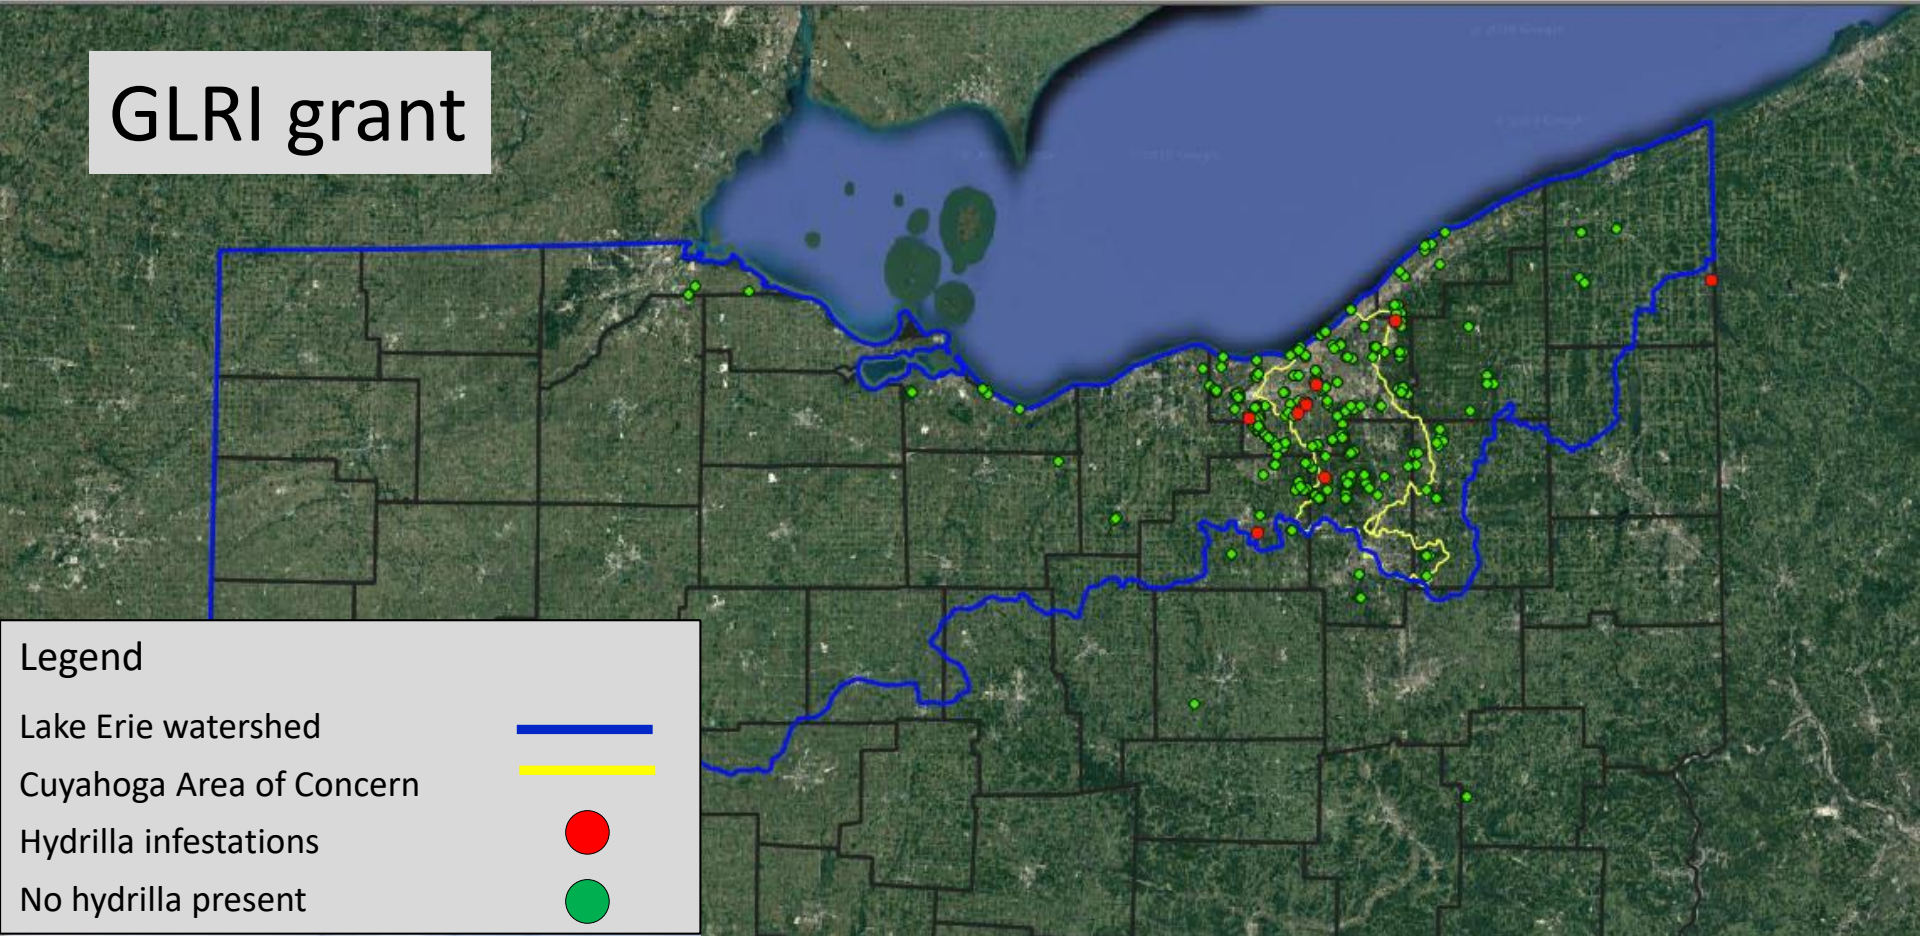 GLRI grant
Legend
Lake Erie watershed
Cuyahoga Area of Concern
Hydrilla infestations
No hydrilla present